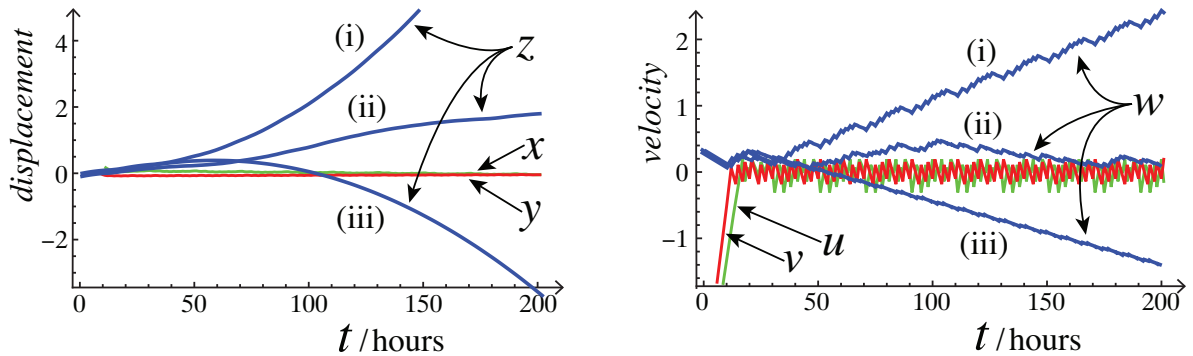 displacement
4
2
0
−2
0
50
100
150
200
t /hours
(i)
(ii)
(iii)
z
x
y
velocity
2
1
0
−1
0
50
100
150
200
t /hours
(i)
(ii)
(iii)
w
u
v